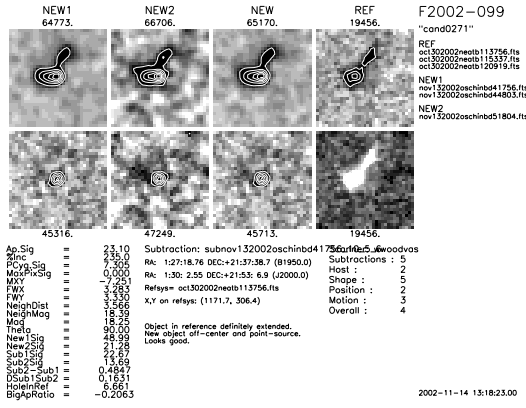 NEW1 NEW2 NEW REF
64773. 66706. 65170. 19456.
F2002-099
"cand0271"
REF
oct302002neatb113756.fts
oct302002neatb115337.fts
oct302002neatb120919.fts
NEW1
nov132002oschinbd41756.fts
nov132002oschinbd44803.fts
NEW2
nov132002oschinbd51804.fts
45316. 47249. 45713. 19456.
Ap.Sig = 23.10
%Inc = 235.0
PCyg.Sig = 7.305
MaxPixSig = 0.000
MXY = -7.251
FWX = 3.283
FWY = 3.330
NeighDist = 3.566
NeighMag = 18.39
Mag = 18.25
Theta = 90.00
New1Sig = 48.99
New2Sig = 21.28
Sub1Sig = 22.67
Sub2Sig = 13.69
Sub2-Sub1 = 0.4847
DSub1Sub2 = 0.1631
HoleInRef = 6.661
BigApRatio = -0.2063
Subtraction: subnov132002oschinbd41756
RA: 1:27:18.76 DEC:+21:37:38.7 (B1950.0)
RA: 1:30: 2.55 DEC:+21:53: 6.9 (J2000.0)
Refsys= oct302002neatb113756.fts
X,Y on refsys: (1171.7, 306.4)
Object in reference definitely extended.
New object off-center and point-source.
Looks good.
Subtractions : 5
Host : 2
Shape : 5
Position : 2
Motion : 3
Overall : 4
2002-11-14 13:18:23.00